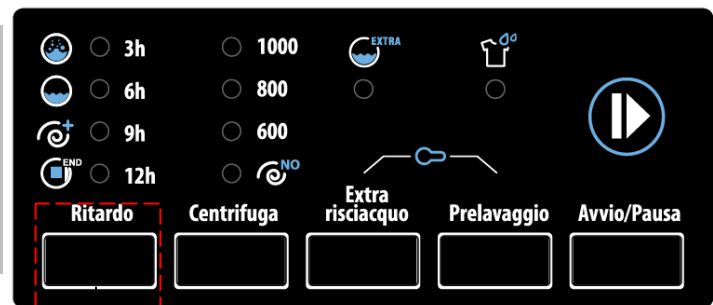 3h
1000
EXTRA
6h
800
9h
600
END
12h
NO
Ritardo
Centrifuga
Extra
risciacquo
Prelavaggio
Avvio/Pausa